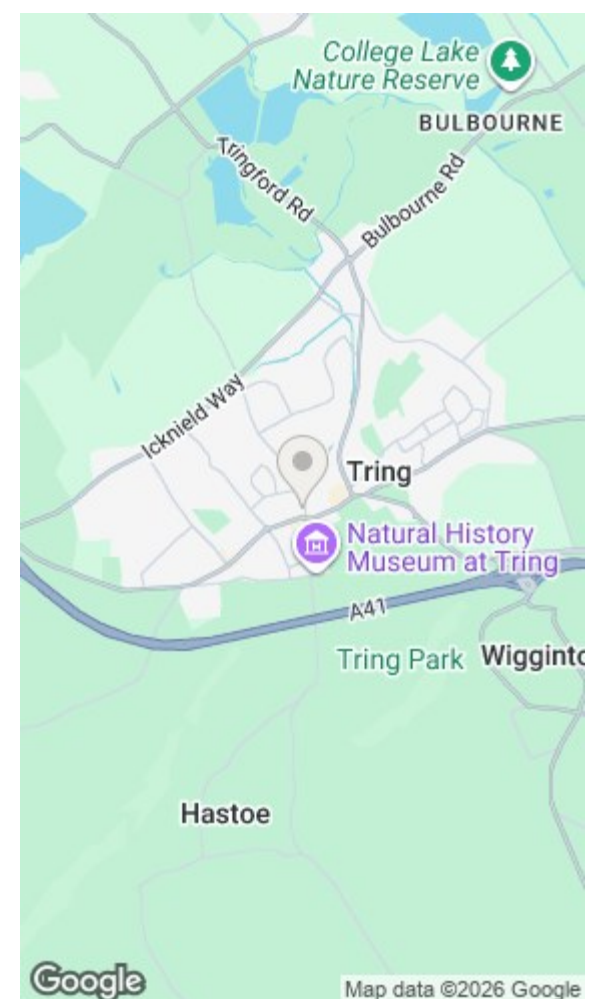 College Lake
Nature Reserve
BULBOURNE
Tringford Rd
Bulbourne Rd
Icknield Way
Tring
Natural History
Museum at Tring
A41
Tring Park
Wigginto
Hastoe
Google
Map data ©2026 Google